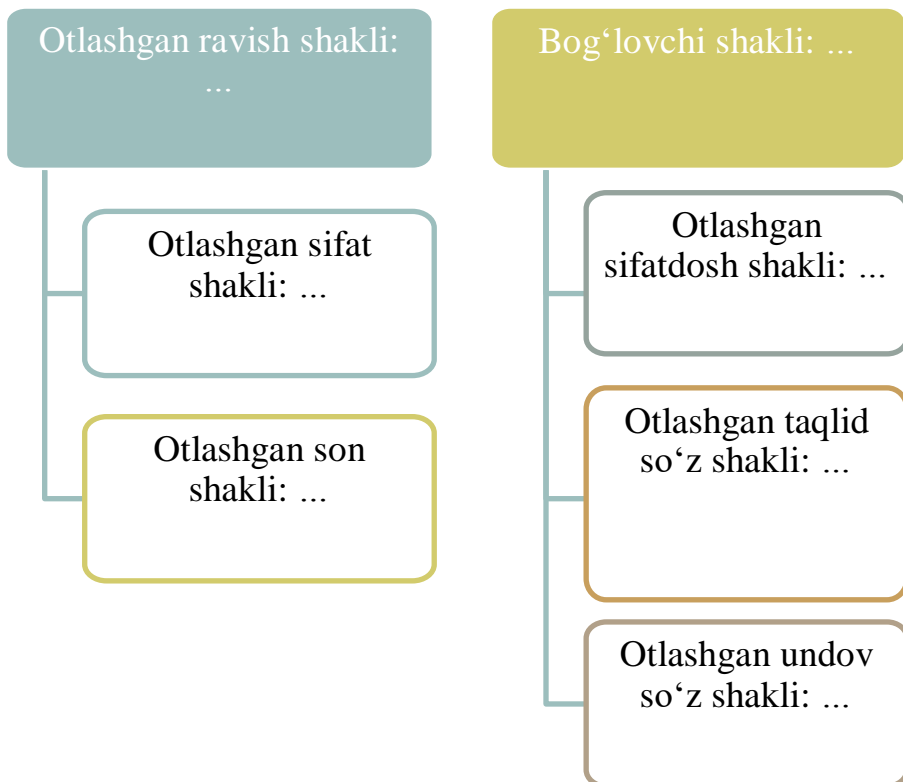 Otlashgan ravish shakli:
...
Otlashgan sifat
shakli: ...
Otlashgan son
shakli: ...
Bog‘lovchi shakli: ...
Otlashgan
sifatdosh shakli: ...
Otlashgan taqlid
so‘z shakli: ...
Otlashgan undov
so‘z shakli: ...